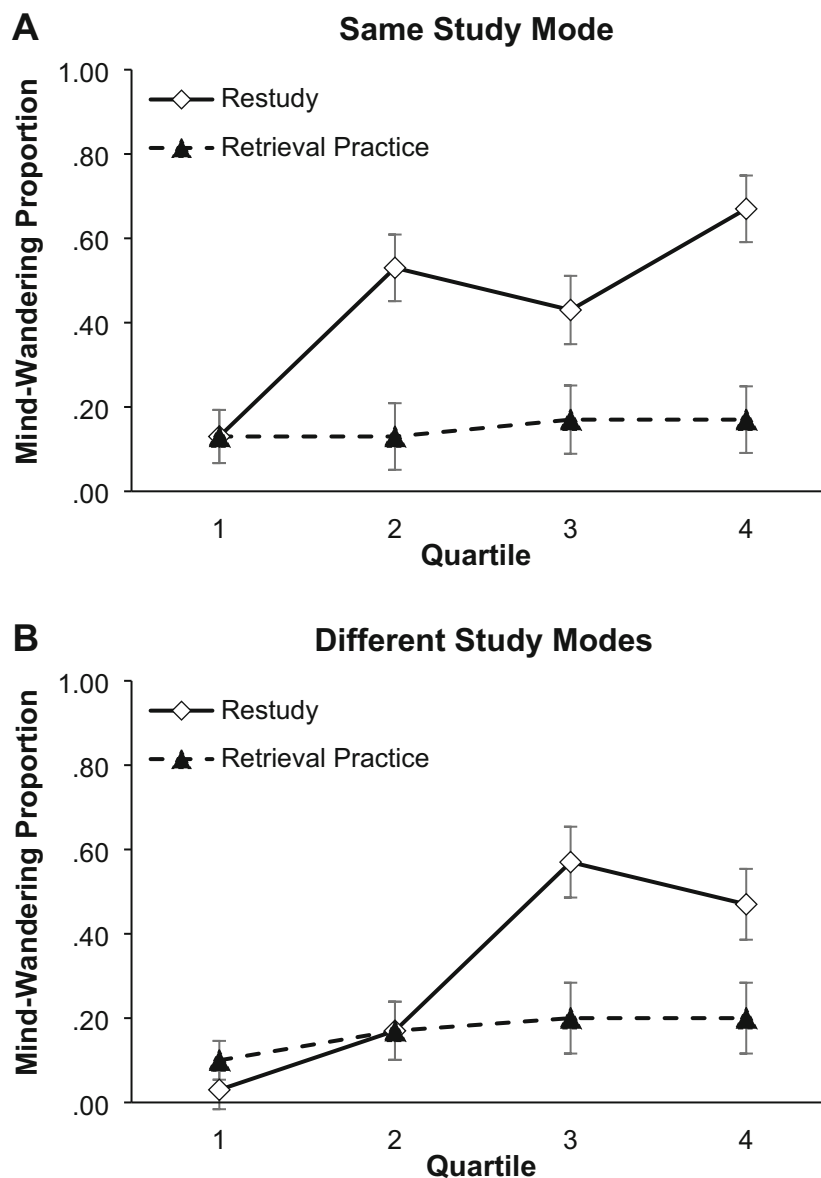 A
Same Study Mode
Mind-Wandering Proportion
1.00
.80
.60
.40
.20
.00
Restudy
Retrieval Practice
1 2 3 4
Quartile
B
Different Study Modes
Mind-Wandering Proportion
1.00
.80
.60
.40
.20
.00
Restudy
Retrieval Practice
1 2 3 4
Quartile